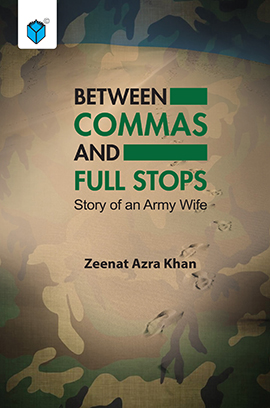 BETWEEN
COMMAS
AND
FULL STOPS
Story of an Army Wife
Zeenat Azra Khan